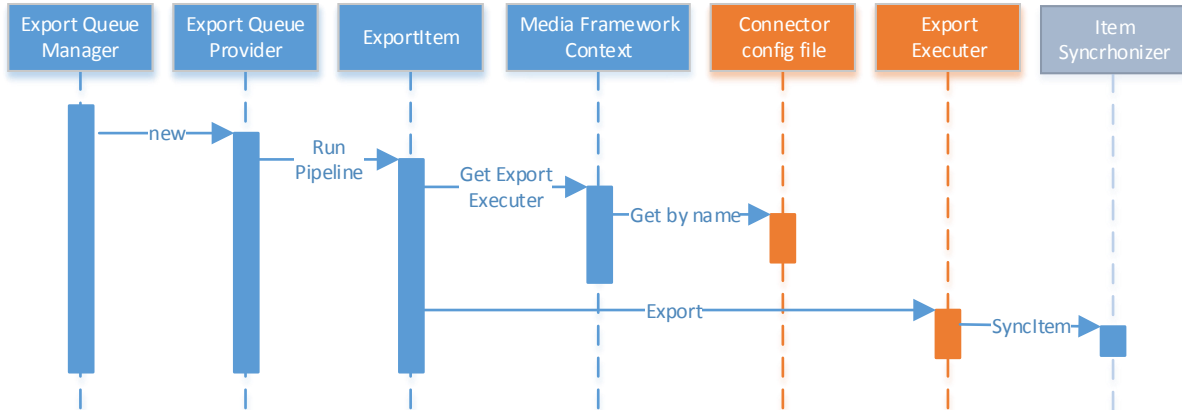 Export Queue
Manager
Export Queue
Provider
ExportItem
Media Framework
Context
Connector
config file
Export
Executer
Item
Syncrhonizer
new
Run
Pipeline
Get Export
Executer
Get by name
Export
SyncItem